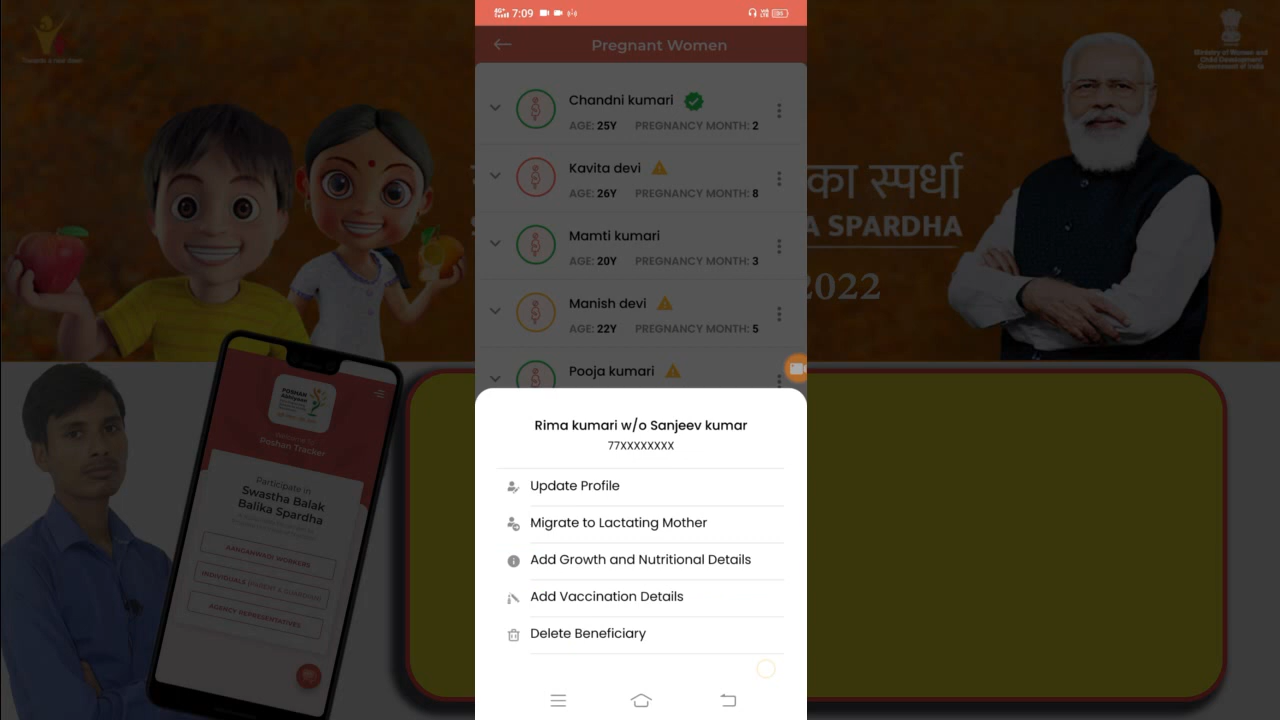 7:09
Pregnant Women
Chandni kumari
AGE: 25Y PREGNANCY MONTH: 2
Kavita devi
AGE: 26Y PREGNANCY MONTH: 8
Mamti kumari
AGE: 20Y PREGNANCY MONTH: 3
Manish devi
AGE: 22Y PREGNANCY MONTH: 5
Pooja kumari
Rima kumari w/o Sanjeev kumar
77XXXXXXXX
Update Profile
Migrate to Lactating Mother
Add Growth and Nutritional Details
Add Vaccination Details
Delete Beneficiary
Ministry of Women and
Child Development
Government of India
का स्पर्धा
A SPARDHA
2022
POSHAN
Abhiyaan
Welcome to
Poshan Tracker
Participate in
Swastha Balak
Balika Spardha
AANGANWADI WORKERS
INDIVIDUALS (PARENT & GUARDIAN)
AGENCY REPRESENTATIVES